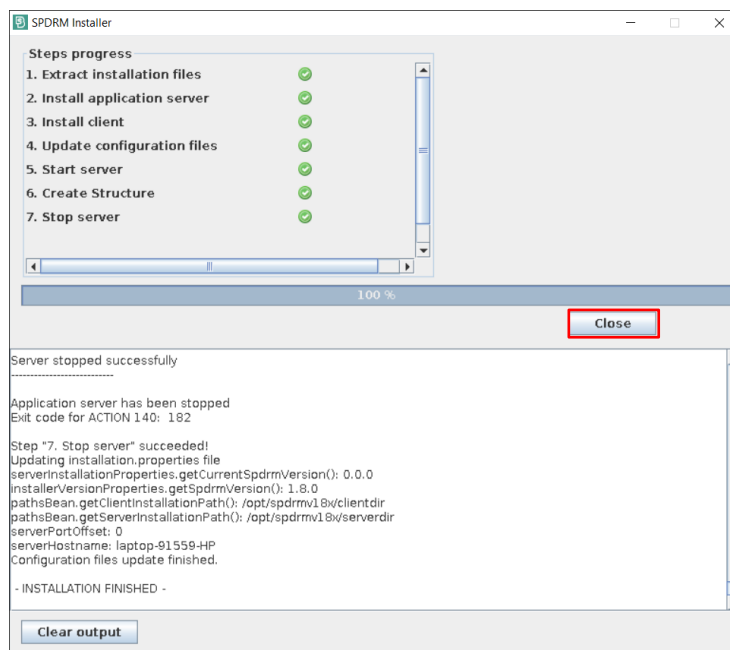 SPDRM Installer
Steps progress
1. Extract installation files
2. Install application server
3. Install client
4. Update configuration files
5. Start server
6. Create Structure
7. Stop server
100 %
Close
Server stopped successfully
--------------------------
Application server has been stopped
Exit code for ACTION 140:  182
Step "7. Stop server" succeeded!
Updating installation.properties file
serverInstallationProperties.getCurrentSpdrmVersion(): 0.0.0
installerVersionProperties.getSpdrmVersion(): 1.8.0
pathsBean.getClientInstallationPath(): /opt/spdrmv18x/clientdir
pathsBean.getServerInstallationPath(): /opt/spdrmv18x/serverdir
serverPortOffset: 0
serverHostname: laptop-91559-HP
Configuration files update finished.
- INSTALLATION FINISHED -
Clear output